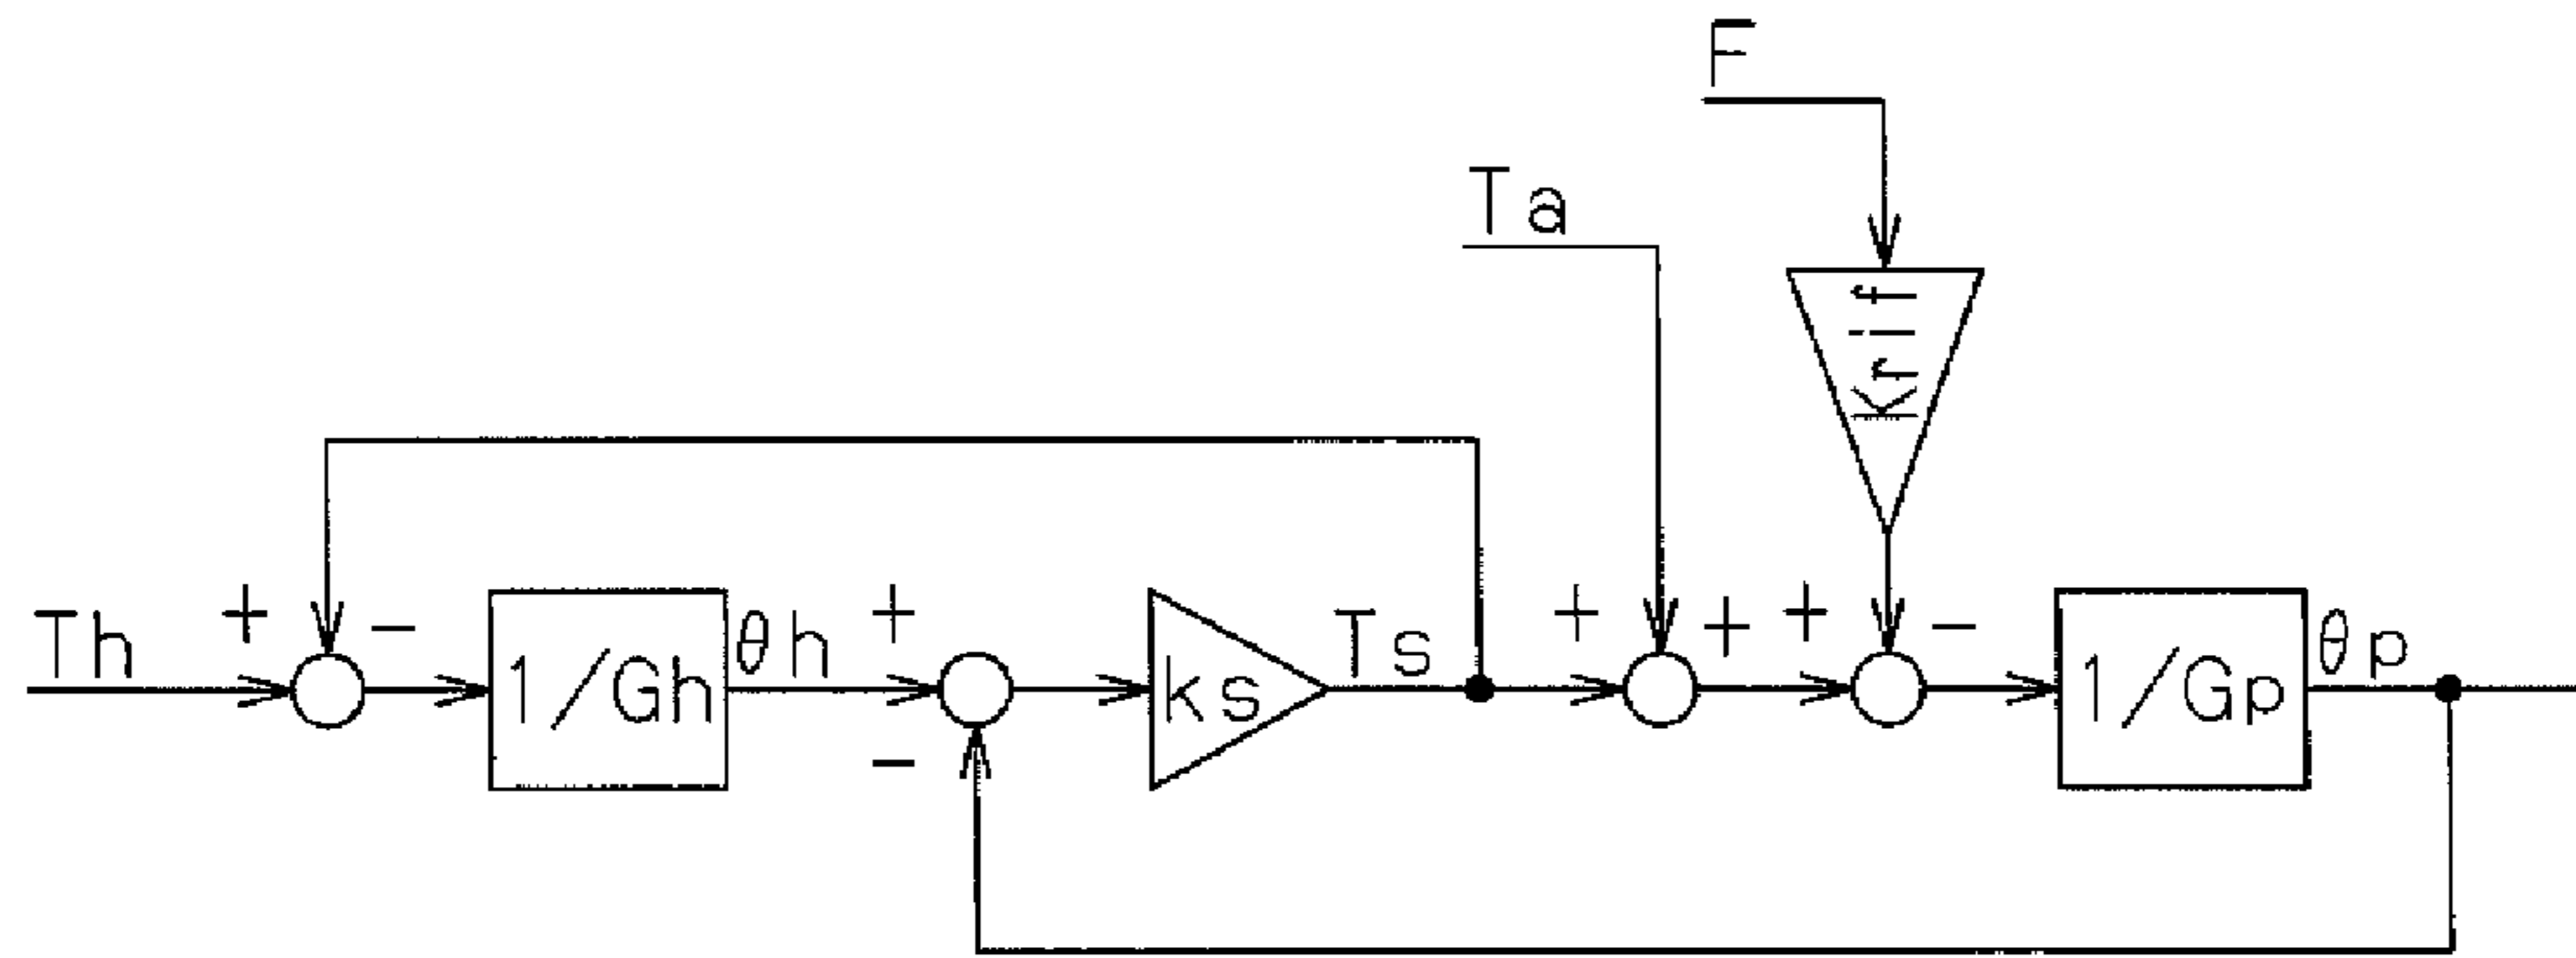 F
Ta
Krif
Th
+
-
1/Gh
θh
+
-
ks
Ts
+
+
+
-
1/Gp
θp